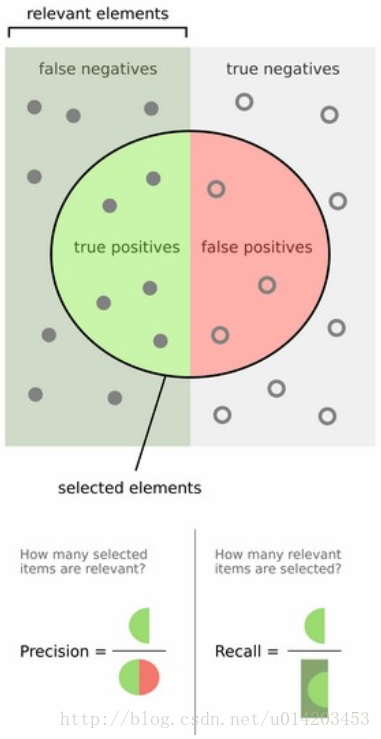 relevant elements
false negatives
true negatives
true positives
false positives
selected elements
How many selected
items are relevant?
How many relevant
items are selected?
Precision =
Recall =
http://blog.csdn.net/u014203453